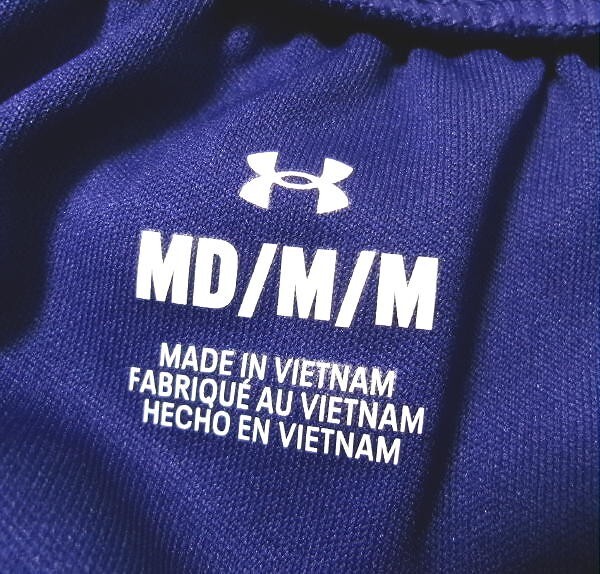 MD/M/M
MADE IN VIETNAM
FABRIQUÉ AU VIETNAM
HECHO EN VIETNAM